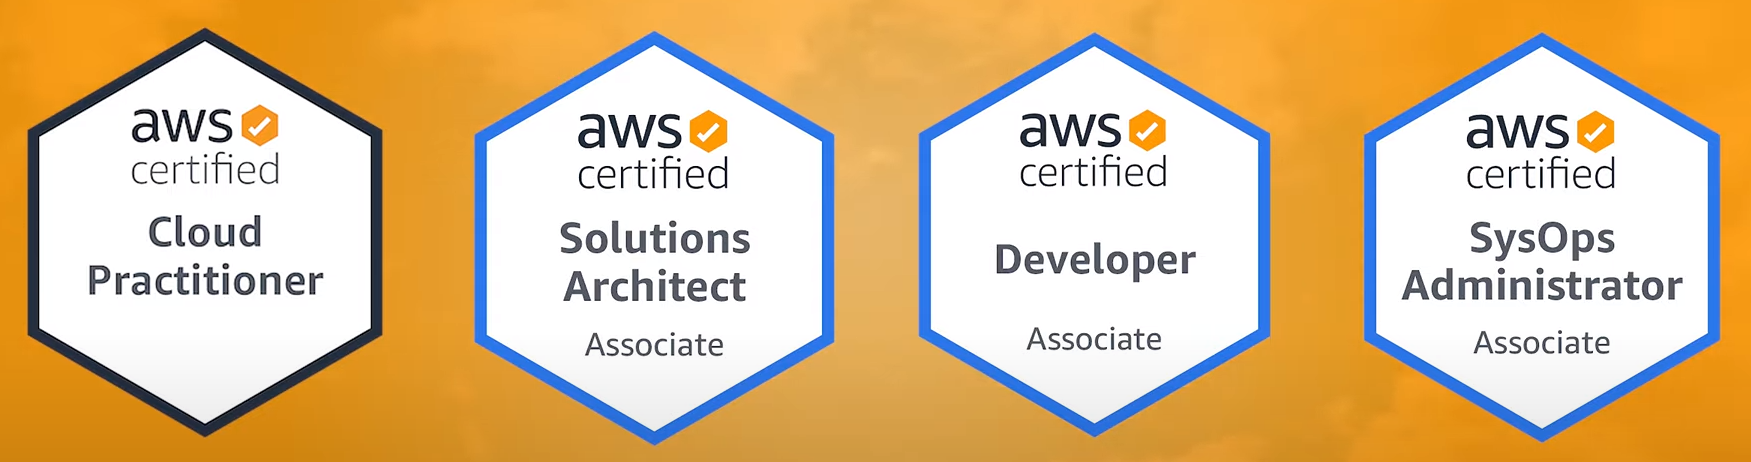 aws
certified
Cloud
Practitioner
aws
certified
Solutions
Architect
Associate
aws
certified
Developer
Associate
aws
certified
SysOps
Administrator
Associate